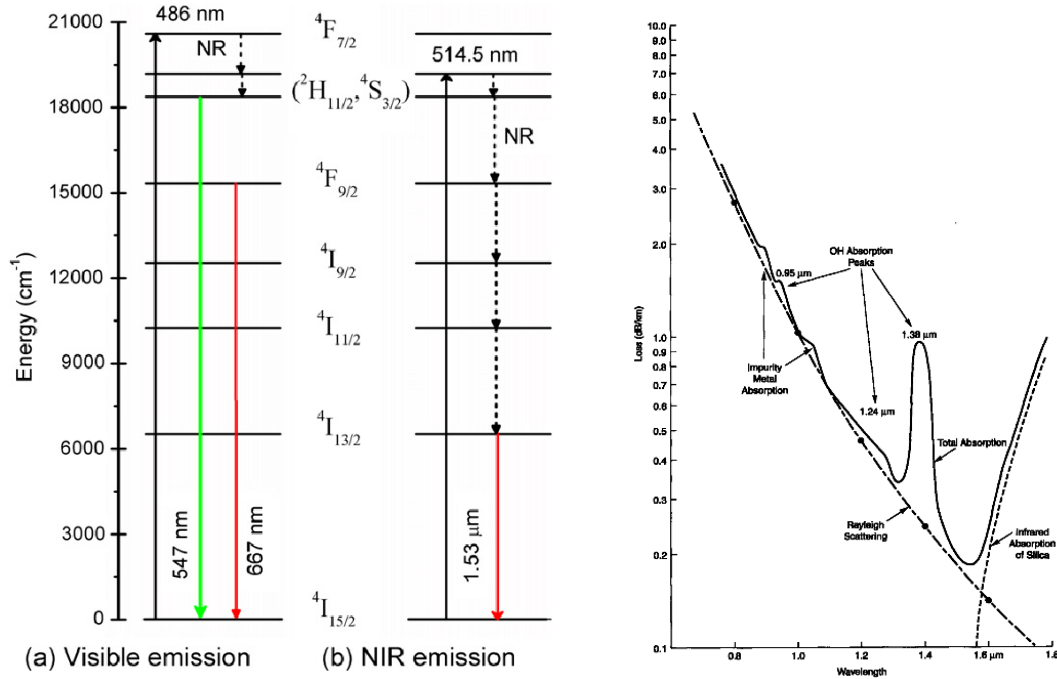 486 nm
⁴F₇/₂
NR
514.5 nm
(²H₁₁/₂,⁴S₃/₂)
NR
⁴F₉/₂
⁴I₉/₂
⁴I₁₁/₂
⁴I₁₃/₂
547 nm
667 nm
1.53 μm
⁴I₁₅/₂
21000
18000
15000
12000
9000
6000
3000
0
Energy (cm⁻¹)
(a) Visible emission
(b) NIR emission
10.0
9.0
8.0
7.0
6.0
5.0
4.0
3.0
2.0
1.0
0.9
0.8
0.7
0.6
0.5
0.4
0.3
0.2
0.1
Loss (dB/km)
OH Absorption
Peaks
0.95 μm
1.38 μm
Impurity
Metal
Absorption
1.24 μm
Total Absorption
Rayleigh
Scattering
Infrared
Absorption
of Silica
0.8
1.0
1.2
1.4
1.6 μm
1.8
Wavelength